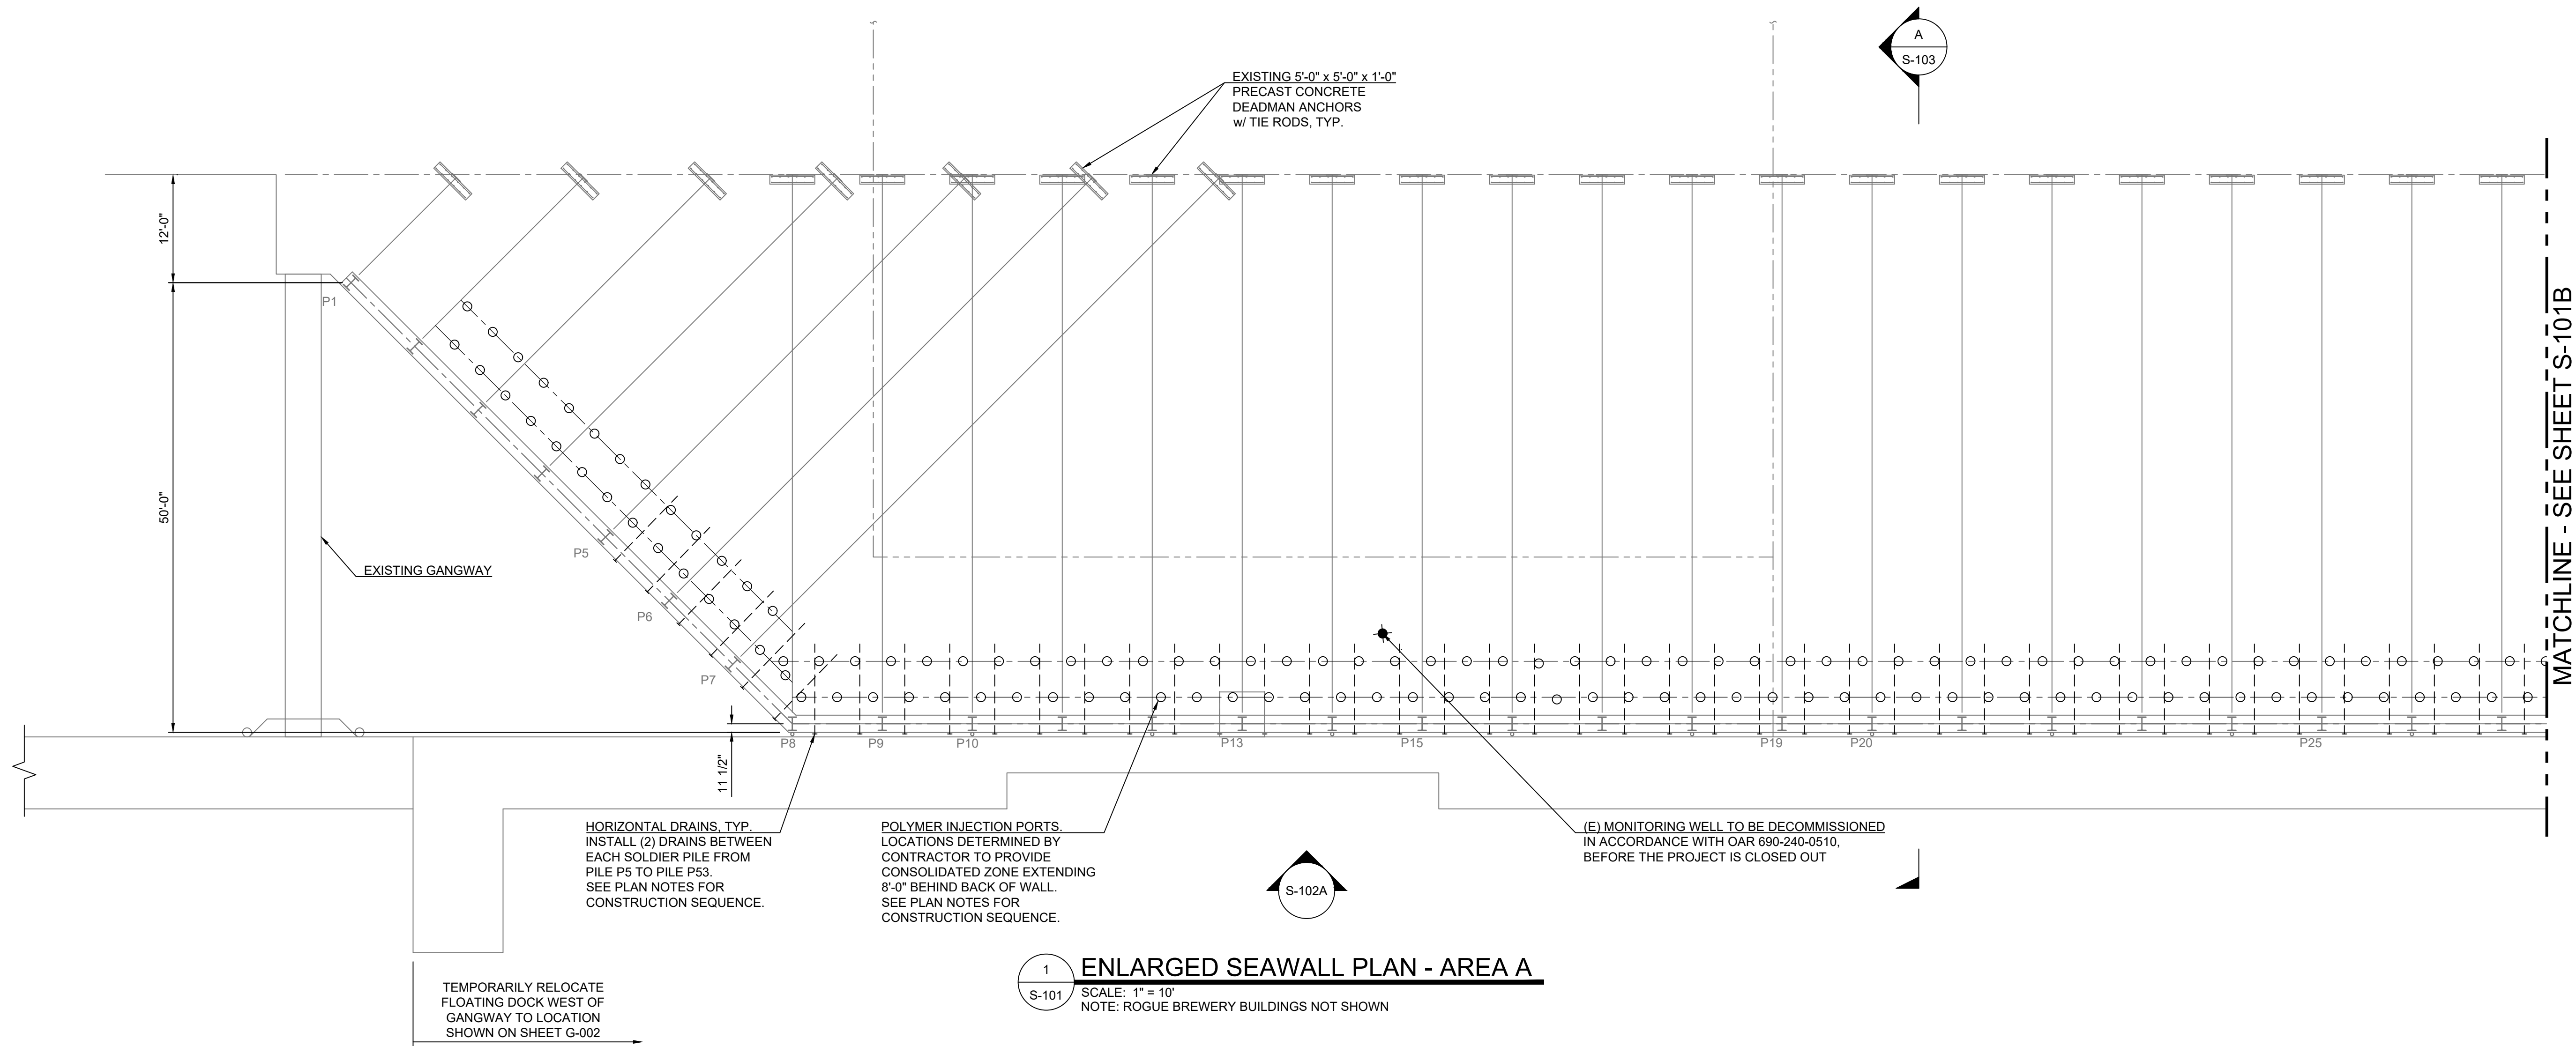 A
S-103
EXISTING 5'-0" x 5'-0" x 1'-0"
PRECAST CONCRETE
DEADMAN ANCHORS
w/ TIE RODS, TYP.
12'-0"
50'-0"
P1
P5
P6
P7
EXISTING GANGWAY
MATCHLINE - SEE SHEET S-101B
P8
P9
P10
P13
P15
P19
P20
P25
11 1/2"
HORIZONTAL DRAINS, TYP.
INSTALL (2) DRAINS BETWEEN
EACH SOLDIER PILE FROM
PILE P5 TO PILE P53.
SEE PLAN NOTES FOR
CONSTRUCTION SEQUENCE.
POLYMER INJECTION PORTS.
LOCATIONS DETERMINED BY
CONTRACTOR TO PROVIDE
CONSOLIDATED ZONE EXTENDING
8'-0" BEHIND BACK OF WALL.
SEE PLAN NOTES FOR
CONSTRUCTION SEQUENCE.
S-102A
(E) MONITORING WELL TO BE DECOMMISSIONED
IN ACCORDANCE WITH OAR 690-240-0510,
BEFORE THE PROJECT IS CLOSED OUT
1
S-101
ENLARGED SEAWALL PLAN - AREA A
SCALE: 1" = 10'
NOTE: ROGUE BREWERY BUILDINGS NOT SHOWN
TEMPORARILY RELOCATE
FLOATING DOCK WEST OF
GANGWAY TO LOCATION
SHOWN ON SHEET G-002